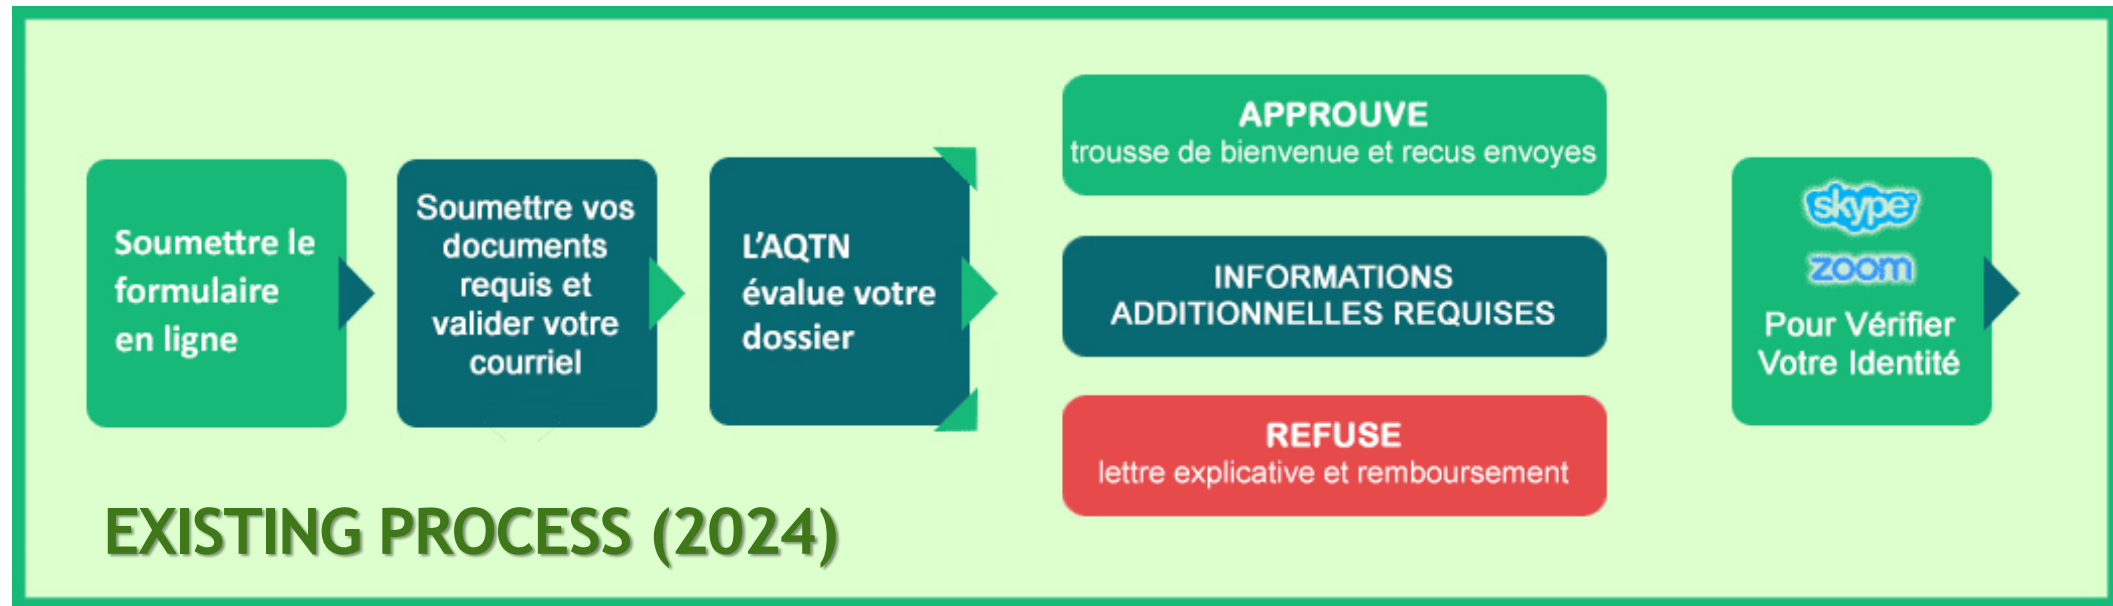 Soumettre le
formulaire
en ligne
Soumettre vos
documents
requis et
valider votre
courriel
L'AQTN
évalue votre
dossier
APPROUVE
trousse de bienvenue et recus envoyes
INFORMATIONS
ADDITIONNELLES REQUISES
REFUSE
lettre explicative et remboursement
skype
zoom
Pour Vérifier
Votre Identité
EXISTING PROCESS (2024)